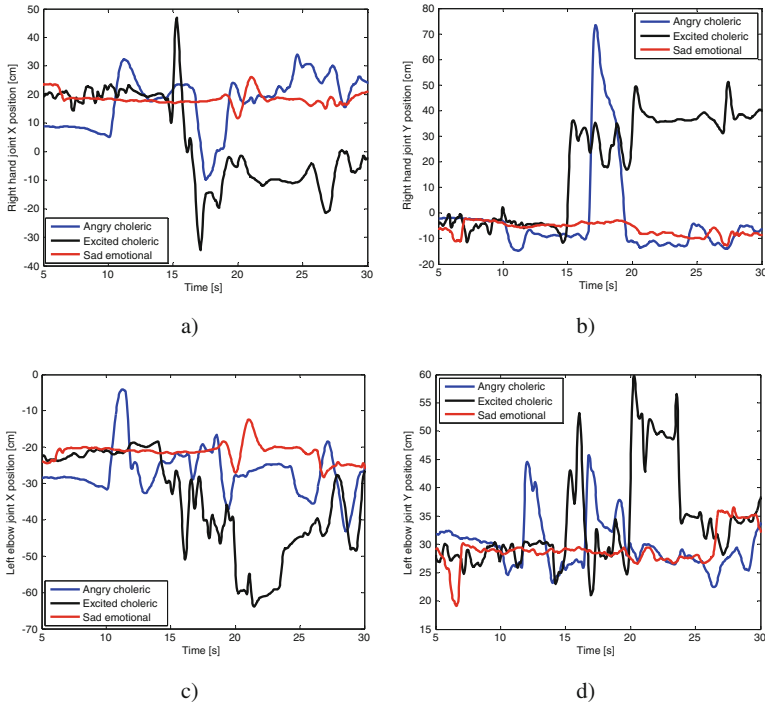 50
40
30
20
10
0
-10
-20
-30
-40
Right hand joint X position [cm]
Angry choleric
Excited choleric
Sad emotional
5
10
15
20
25
30
Time [s]
a)
80
70
60
50
40
30
20
10
0
-10
-20
Right hand joint Y position [cm]
Angry choleric
Excited choleric
Sad emotional
5
10
15
20
25
30
Time [s]
b)
0
-10
-20
-30
-40
-50
-60
-70
Left elbow joint X position [cm]
Angry choleric
Excited choleric
Sad emotional
5
10
15
20
25
30
Time [s]
c)
60
55
50
45
40
35
30
25
20
15
Left elbow joint Y position [cm]
Angry choleric
Excited choleric
Sad emotional
5
10
15
20
25
30
Time [s]
d)